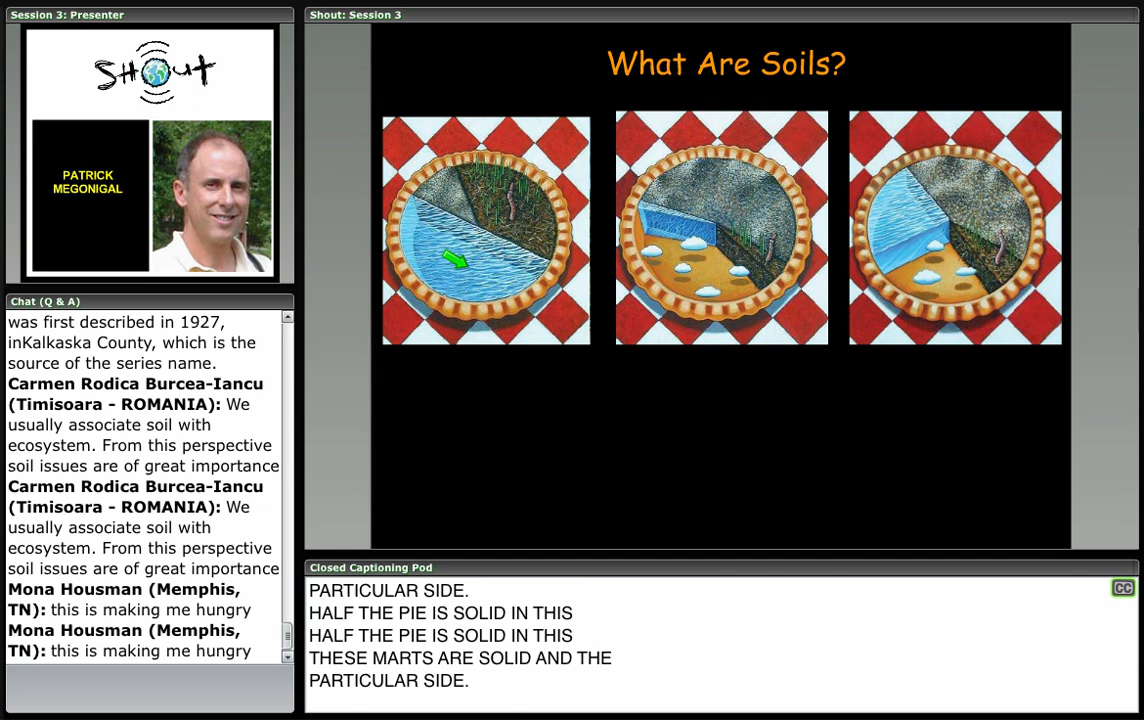 Session 3: Presenter
SHOut
PATRICK
MEGONIGAL
Chat (Q & A)
was first described in 1927,
inKalkaska County, which is the
source of the series name.
Carmen Rodica Burcea-Iancu
(Timisoara - ROMANIA): We
usually associate soil with
ecosystem. From this perspective
soil issues are of great importance
Carmen Rodica Burcea-Iancu
(Timisoara - ROMANIA): We
usually associate soil with
ecosystem. From this perspective
soil issues are of great importance
Mona Housman (Memphis,
TN): this is making me hungry
Mona Housman (Memphis,
TN): this is making me hungry
Shout: Session 3
What Are Soils?
Closed Captioning Pod
PARTICULAR SIDE.
HALF THE PIE IS SOLID IN THIS
HALF THE PIE IS SOLID IN THIS
THESE MARTS ARE SOLID AND THE
PARTICULAR SIDE.
CC